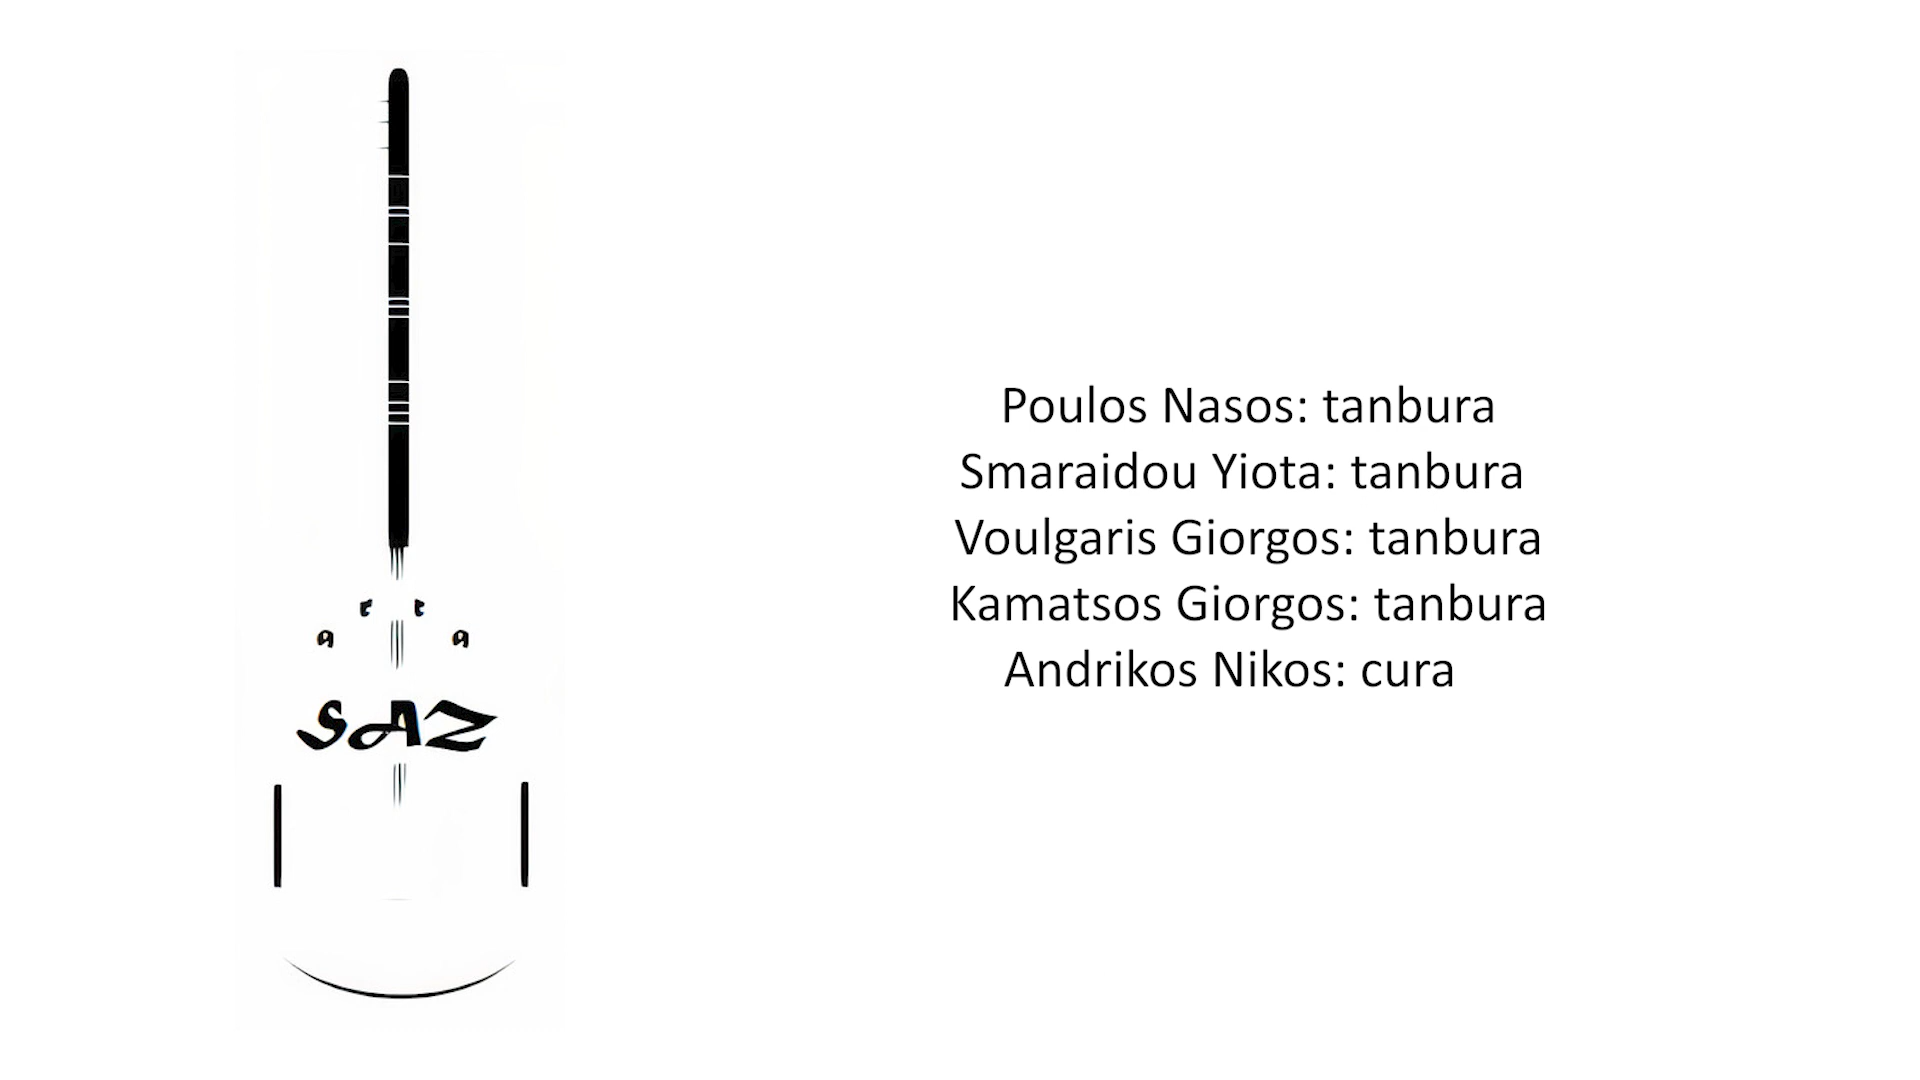 SAZ
Poulos Nasos: tanbura
Smaraidou Yiota: tanbura
Voulgaris Giorgos: tanbura
Kamatsos Giorgos: tanbura
Andrikos Nikos: cura